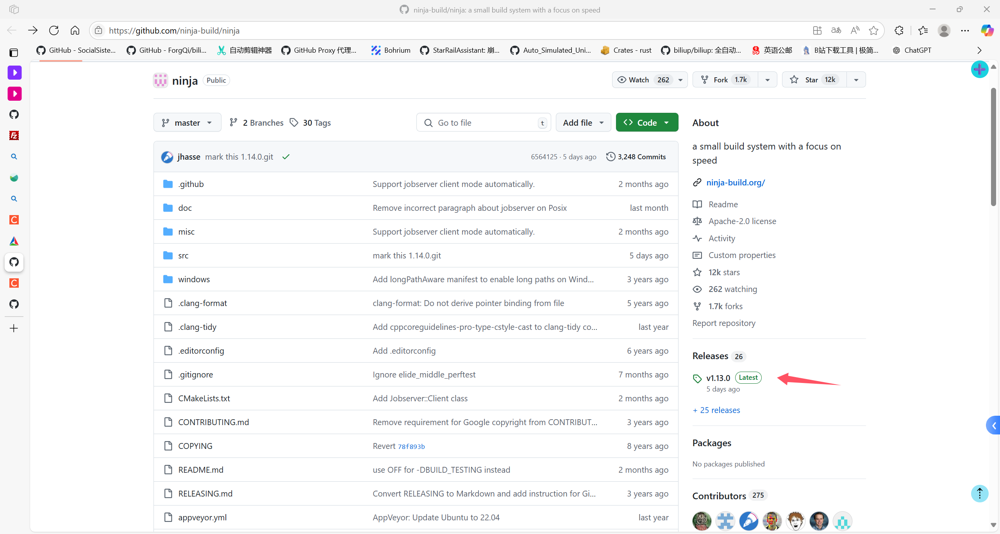 ninja-build/ninja: a small build system with a focus on speed
https://github.com/ninja-build/ninja
GitHub - SocialSiste...
GitHub - ForgQi/bili...
自动剪辑神器
GitHub Proxy 代理...
Bohrium
StarRailAssistant: 崩...
Auto_Simulated_Uni...
Crates - rust
biliup/biliup: 全自动...
英语公邮
B站下载工具 | 极简...
ChatGPT
ninja
Public
Watch 262
Fork 1.7k
Star 12k
master
2 Branches
30 Tags
Go to file
t
Add file
Code
jhasse mark this 1.14.0.git
6564125 · 5 days ago
3,248 Commits
.github Support jobserver client mode automatically. 2 months ago
doc Remove incorrect paragraph about jobserver on Posix last month
misc Support jobserver client mode automatically. 2 months ago
src mark this 1.14.0.git 5 days ago
windows Add longPathAware manifest to enable long paths on Wind... 3 years ago
.clang-format clang-format: Do not derive pointer binding from file 5 years ago
.clang-tidy Add cppcoreguidelines-pro-type-cstyle-cast to clang-tidy co... last year
.editorconfig Add .editorconfig 6 years ago
.gitignore Ignore elide_middle_perftest 7 months ago
CMakeLists.txt Add Jobserver::Client class 2 months ago
CONTRIBUTING.md Remove requirement for Google copyright from CONTRIBUT... 3 years ago
COPYING Revert 78f893b 8 years ago
README.md use OFF for -DBUILD_TESTING instead 2 months ago
RELEASING.md Convert RELEASING to Markdown and add instruction for Gi... 3 years ago
appveyor.yml AppVeyor: Update Ubuntu to 22.04 last year
About
a small build system with a focus on
speed
ninja-build.org/
Readme
Apache-2.0 license
Activity
Custom properties
12k stars
262 watching
1.7k forks
Report repository
Releases 26
v1.13.0 Latest
5 days ago
+ 25 releases
Packages
No packages published
Contributors 275